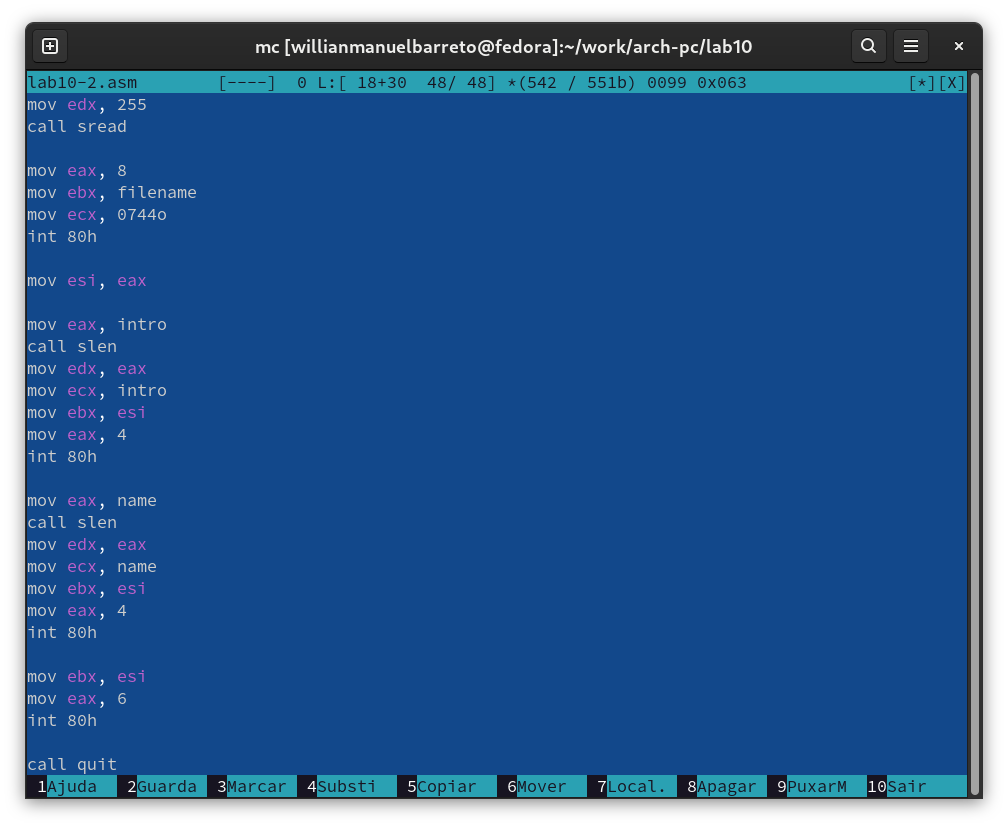 mc [willianmanuelbarreto@fedora]:~/work/arch-pc/lab10
lab10-2.asm [----] 0 L:[ 18+30 48/ 48] *(542 / 551b) 0099 0x063 [*][X]
mov edx, 255
call sread
mov eax, 8
mov ebx, filename
mov ecx, 0744o
int 80h
mov esi, eax
mov eax, intro
call slen
mov edx, eax
mov ecx, intro
mov ebx, esi
mov eax, 4
int 80h
mov eax, name
call slen
mov edx, eax
mov ecx, name
mov ebx, esi
mov eax, 4
int 80h
mov ebx, esi
mov eax, 6
int 80h
call quit
1Ajuda 2Guarda 3Marcar 4Substi 5Copiar 6Mover 7Local. 8Apagar 9PuxarM 10Sair